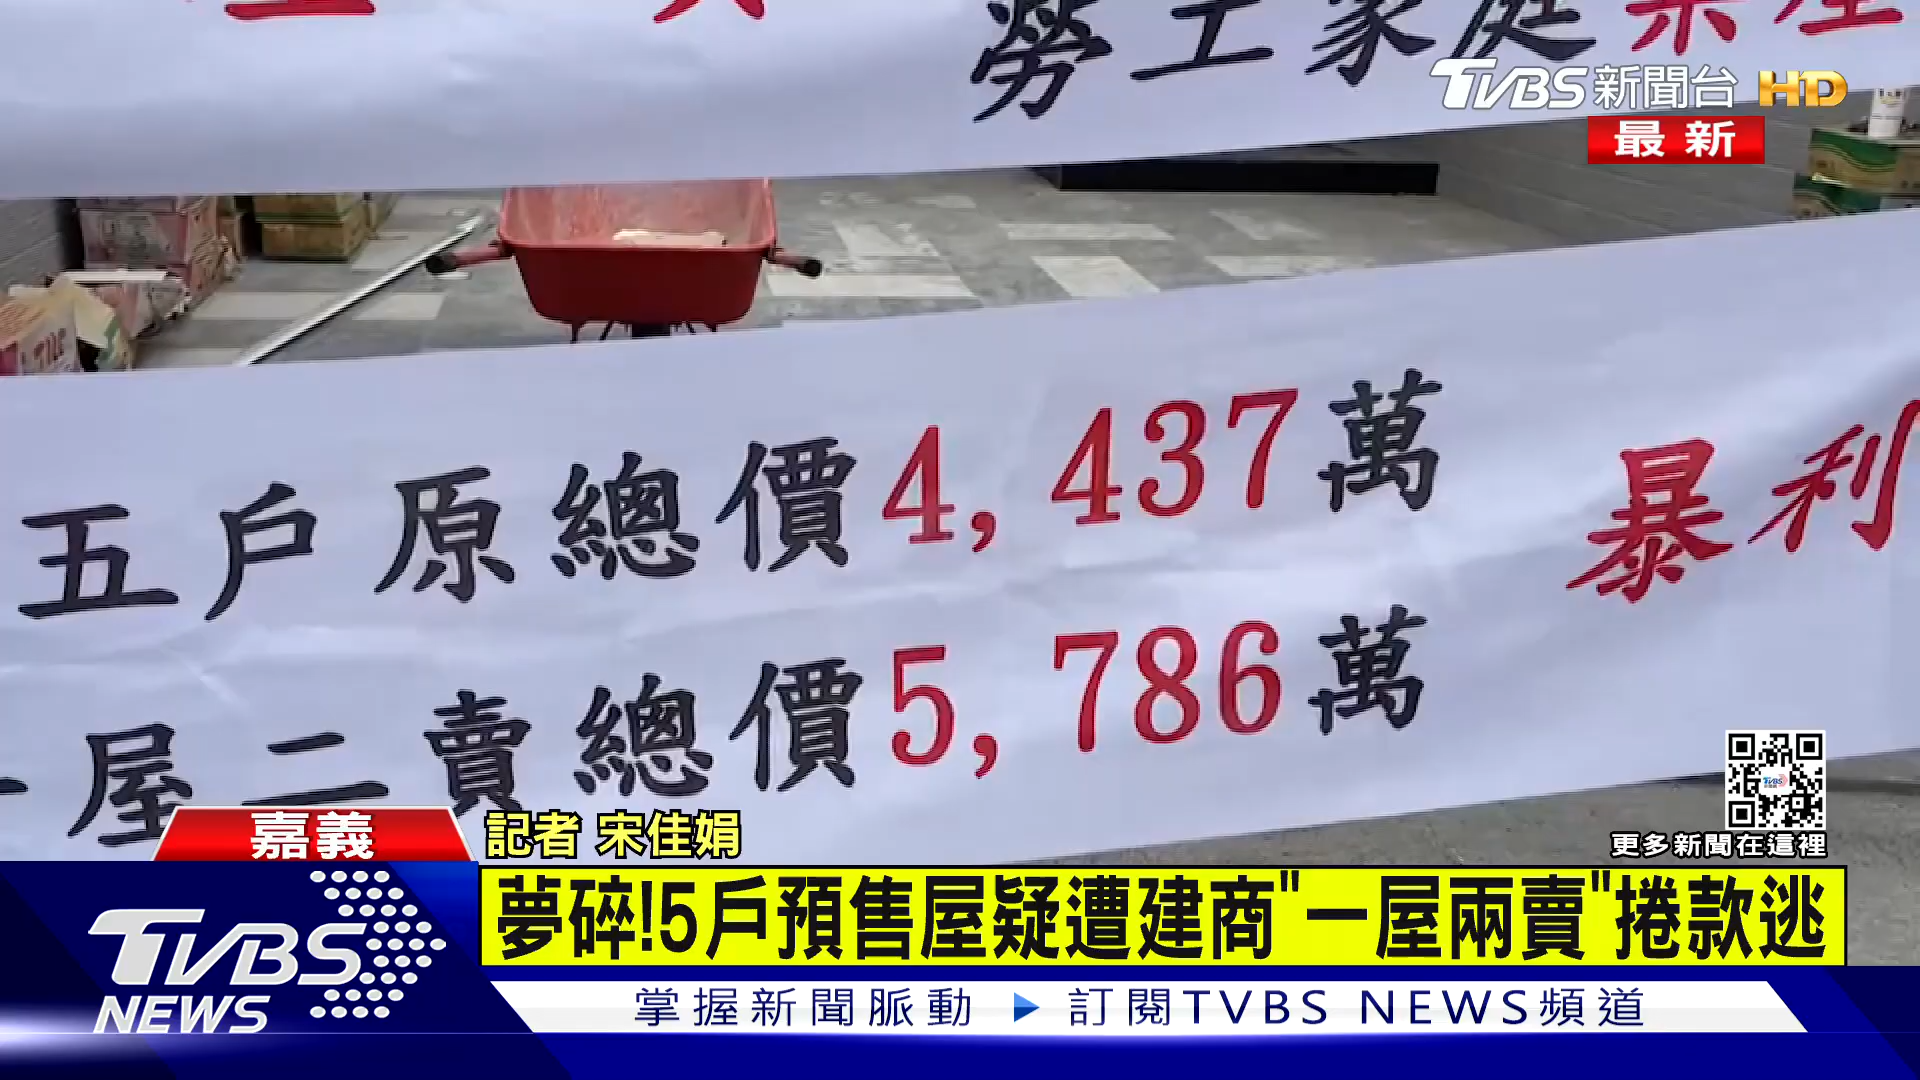 勞工家庭
TVBS新聞台 HD
最新
五戶原總價4,437萬
暴利
屋二賣總價5,786萬
TVBS
更多新聞在這裡
嘉義
記者 宋佳娟
夢碎!5戶預售屋疑遭建商"一屋兩賣"捲款逃
TVBS NEWS
掌握新聞脈動 ▶ 訂閱TVBS NEWS頻道